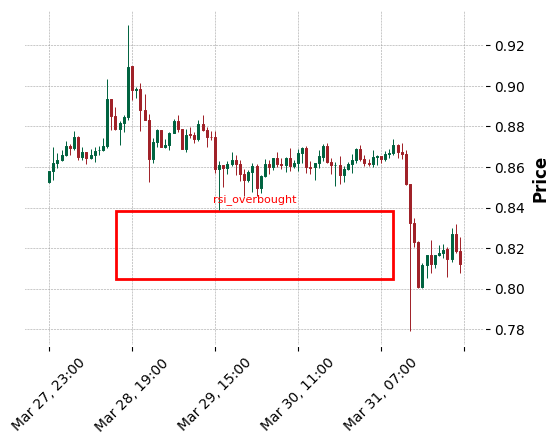 0.92
0.90
0.88
0.86
0.84
0.82
0.80
0.78
Price
rsi_overbought
Mar 27, 23:00
Mar 28, 19:00
Mar 29, 15:00
Mar 30, 11:00
Mar 31, 07:00